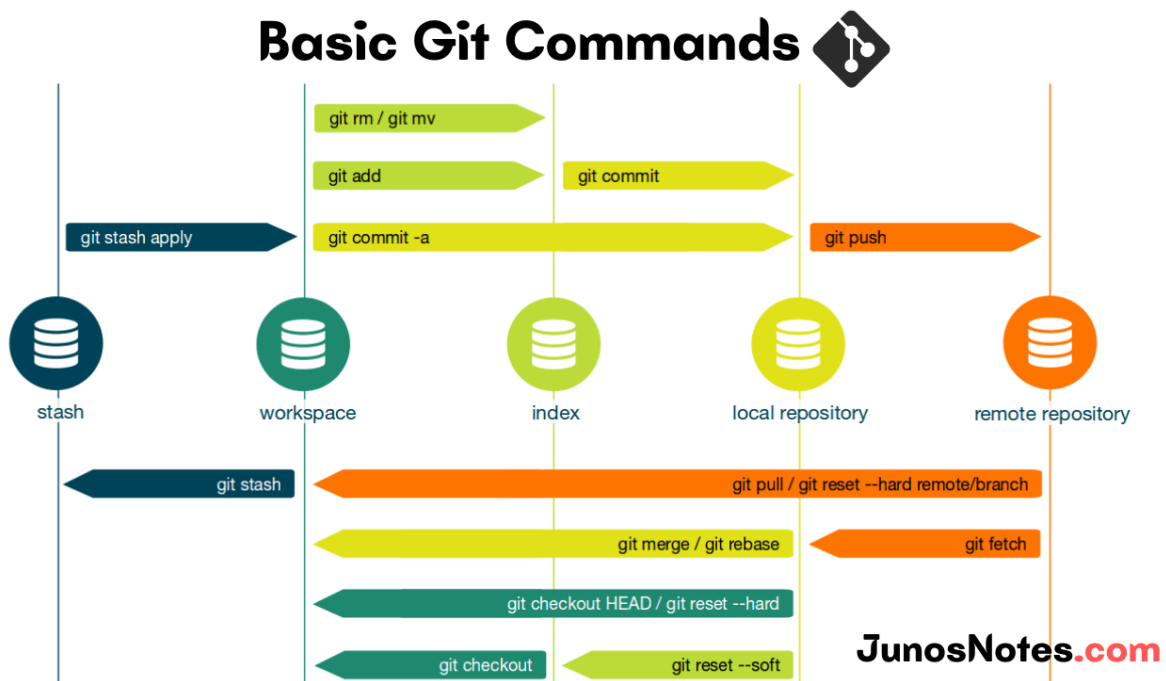 Basic Git Commands
git rm / git mv
git add
git commit
git stash apply
git commit -a
git push
stash
workspace
index
local repository
remote repository
git stash
git pull / git reset --hard remote/branch
git merge / git rebase
git fetch
git checkout HEAD / git reset --hard
git checkout
git reset --soft
JunosNotes.com